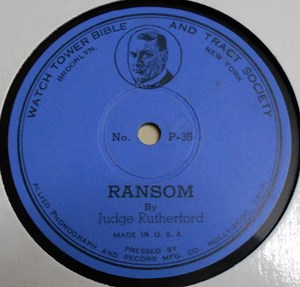 WATCH TOWER BIBLE AND TRACT SOCIETY
BROOKLYN, NEW YORK
No. P-35
RANSOM
By
Judge Rutherford
MADE IN U.S.A.
PRESSED BY
ALLIED PHONOGRAPH AND RECORD MFG. CO., HOLLYWOOD, CALIF.